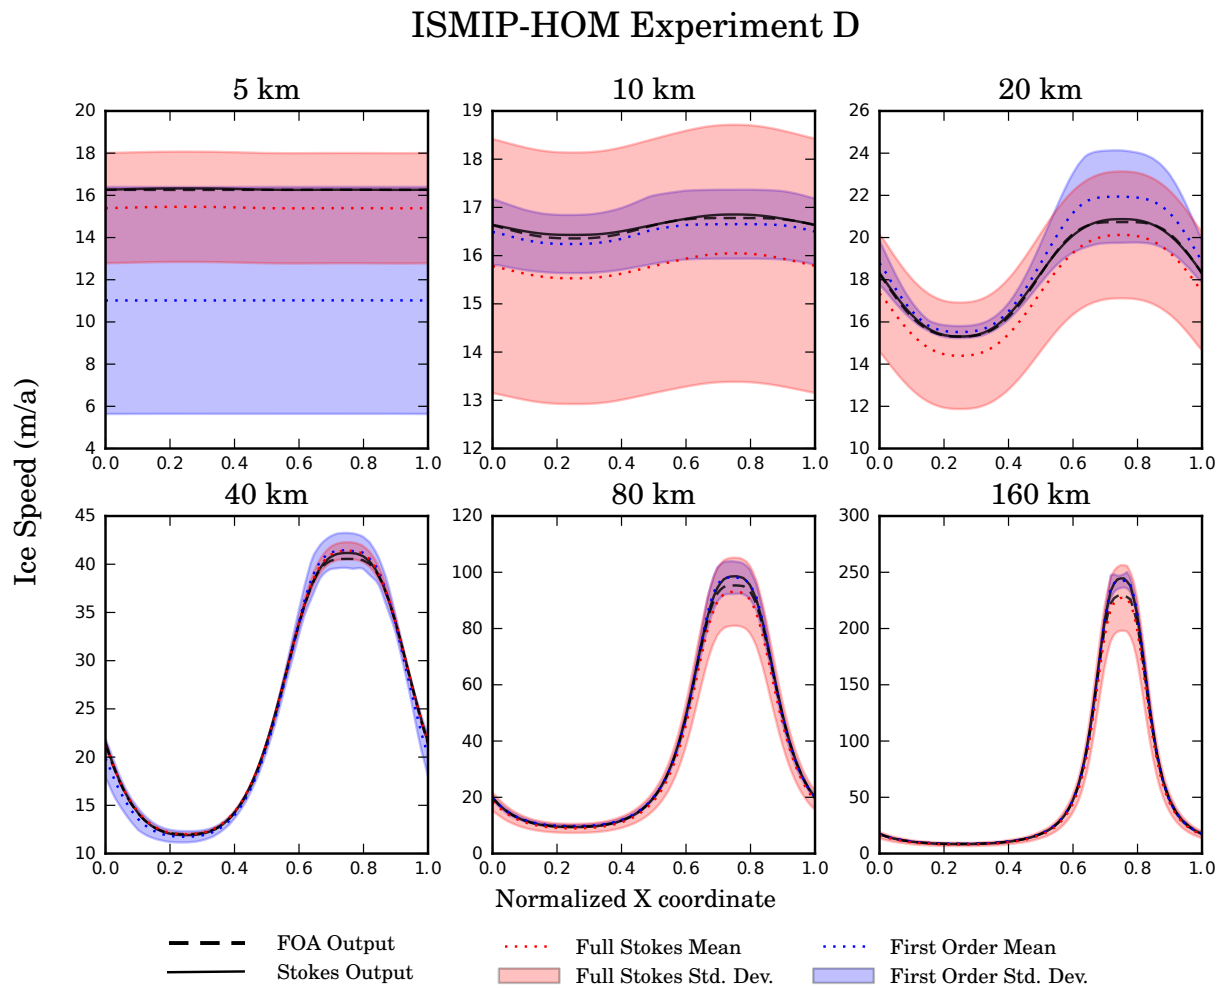 ISMIP-HOM Experiment D
5 km
10 km
20 km
20
18
16
14
12
10
8
6
4
0.0 0.2 0.4 0.6 0.8 1.0
19
18
17
16
15
14
13
12
0.0 0.2 0.4 0.6 0.8 1.0
26
24
22
20
18
16
14
12
10
0.0 0.2 0.4 0.6 0.8 1.0
Ice Speed (m/a)
40 km
80 km
160 km
45
40
35
30
25
20
15
10
0.0 0.2 0.4 0.6 0.8 1.0
120
100
80
60
40
20
0
0.0 0.2 0.4 0.6 0.8 1.0
300
250
200
150
100
50
0
0.0 0.2 0.4 0.6 0.8 1.0
Normalized X coordinate
FOA Output
Stokes Output
Full Stokes Mean
Full Stokes Std. Dev.
First Order Mean
First Order Std. Dev.